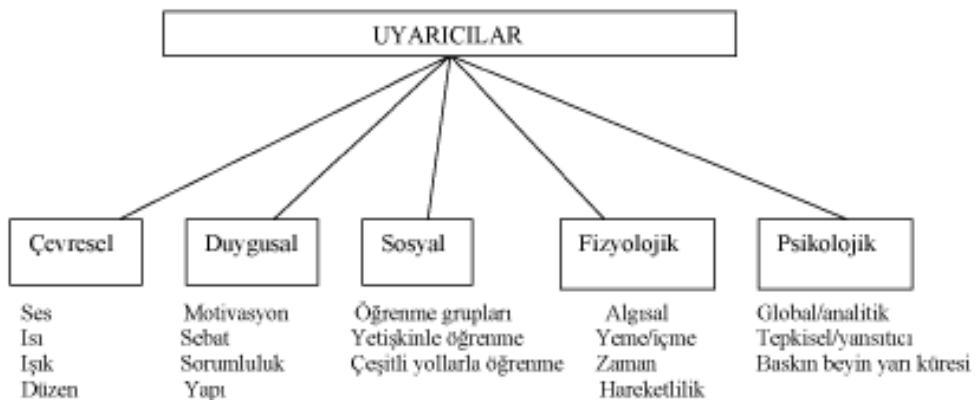 UYARICILAR
Çevresel
Duygusal
Sosyal
Fizyolojik
Psikolojik
Ses
Isı
Işık
Düzen
Motivasyon
Sebat
Sorumluluk
Yapı
Öğrenme grupları
Yetişkinle öğrenme
Çeşitli yollarla öğrenme
Algısal
Yeme/içme
Zaman
Hareketlilik
Global/analitik
Tepkisel/yansıtıcı
Baskın beyin yarı küresi